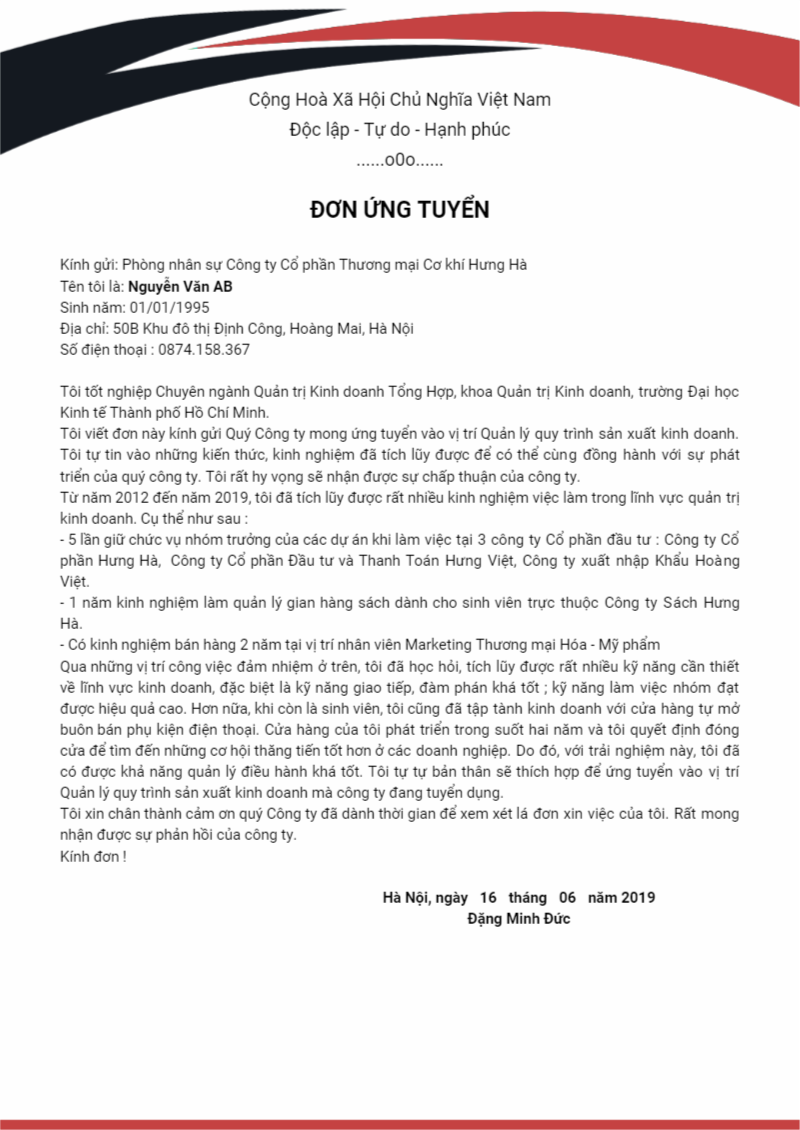 Cộng Hoà Xã Hội Chủ Nghĩa Việt Nam
Độc lập - Tự do - Hạnh phúc
......o0o......
ĐƠN ỨNG TUYỂN
Kính gửi: Phòng nhân sự Công ty Cổ phần Thương mại Cơ khí Hưng Hà
Tên tôi là: Nguyễn Văn AB
Sinh năm: 01/01/1995
Địa chỉ: 50B Khu đô thị Định Công, Hoàng Mai, Hà Nội
Số điện thoại : 0874.158.367
Tôi tốt nghiệp Chuyên ngành Quản trị Kinh doanh Tổng Hợp, khoa Quản trị Kinh doanh, trường Đại học
Kinh tế Thành phố Hồ Chí Minh.
Tôi viết đơn này kính gửi Quý Công ty mong ứng tuyển vào vị trí Quản lý quy trình sản xuất kinh doanh.
Tôi tự tin vào những kiến thức, kinh nghiệm đã tích lũy được để có thể cùng đồng hành với sự phát
triển của quý công ty. Tôi rất hy vọng sẽ nhận được sự chấp thuận của công ty.
Từ năm 2012 đến năm 2019, tôi đã tích lũy được rất nhiều kinh nghiệm việc làm trong lĩnh vực quản trị
kinh doanh. Cụ thể như sau :
- 5 lần giữ chức vụ nhóm trưởng của các dự án khi làm việc tại 3 công ty Cổ phần đầu tư : Công ty Cổ
phần Hưng Hà, Công ty Cổ phần Đầu tư và Thanh Toán Hưng Việt, Công ty xuất nhập Khẩu Hoàng
Việt.
- 1 năm kinh nghiệm làm quản lý gian hàng sách dành cho sinh viên trực thuộc Công ty Sách Hưng
Hà.
- Có kinh nghiệm bán hàng 2 năm tại vị trí nhân viên Marketing Thương mại Hóa - Mỹ phẩm
Qua những vị trí công việc đảm nhiệm ở trên, tôi đã học hỏi, tích lũy được rất nhiều kỹ năng cần thiết
về lĩnh vực kinh doanh, đặc biệt là kỹ năng giao tiếp, đàm phán khá tốt ; kỹ năng làm việc nhóm đạt
được hiệu quả cao. Hơn nữa, khi còn là sinh viên, tôi cũng đã tập tành kinh doanh với cửa hàng tự mở
buôn bán phụ kiện điện thoại. Cửa hàng của tôi phát triển trong suốt hai năm và tôi quyết định đóng
cửa để tìm đến những cơ hội thăng tiến tốt hơn ở các doanh nghiệp. Do đó, với trải nghiệm này, tôi đã
có được khả năng quản lý điều hành khá tốt. Tôi tự tự bản thân sẽ thích hợp để ứng tuyển vào vị trí
Quản lý quy trình sản xuất kinh doanh mà công ty đang tuyển dụng.
Tôi xin chân thành cảm ơn quý Công ty đã dành thời gian để xem xét lá đơn xin việc của tôi. Rất mong
nhận được sự phản hồi của công ty.
Kính đơn !
Hà Nội, ngày 16 tháng 06 năm 2019
Đặng Minh Đức